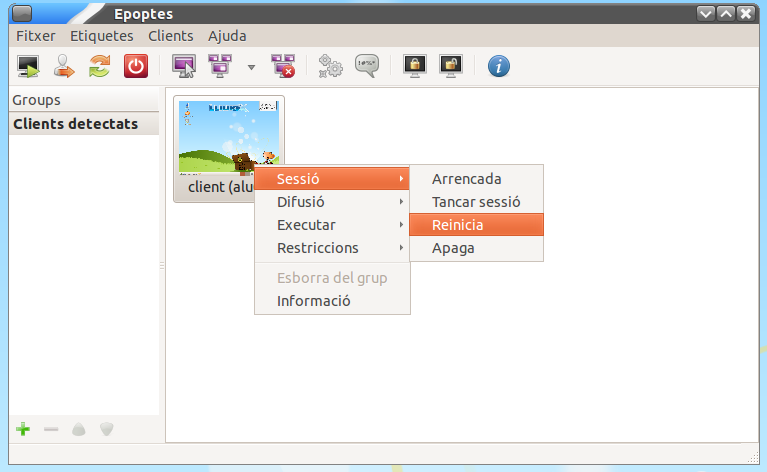 Epoptes
Fitxer Etiquetes Clients Ajuda
Groups
Clients detectats
client (alu
Sessió
Difusió
Executar
Restriccions
Esborra del grup
Informació
Arrencada
Tancar sessió
Reinicia
Apaga